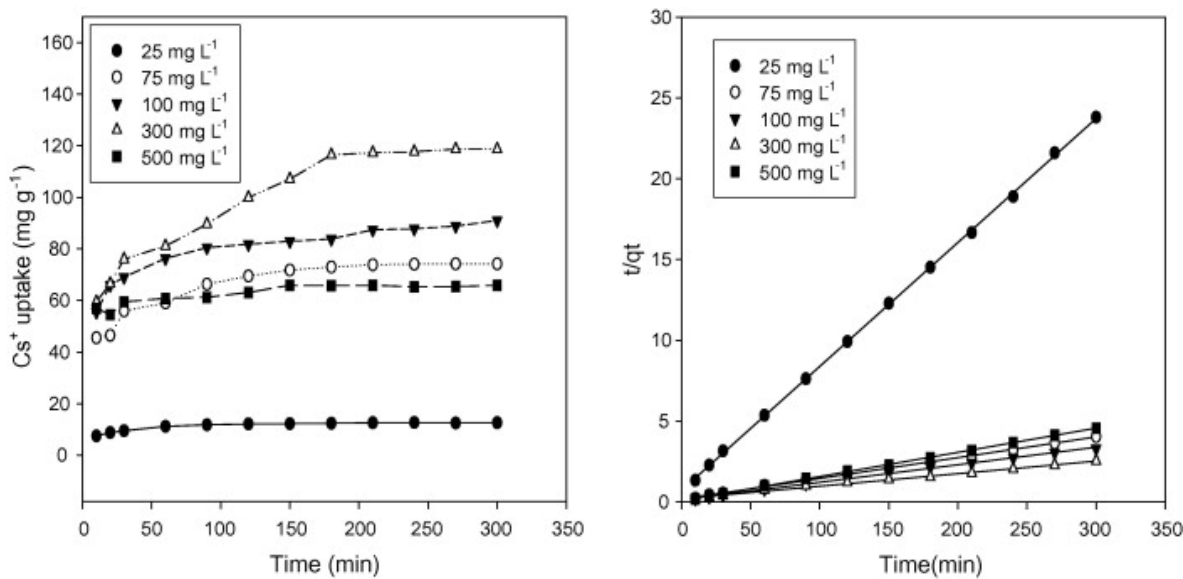 160
140
120
100
80
60
40
20
0
Cs⁺ uptake (mg g⁻¹)
25 mg L⁻¹
75 mg L⁻¹
100 mg L⁻¹
300 mg L⁻¹
500 mg L⁻¹
0 50 100 150 200 250 300 350
Time (min)
30
25
20
15
10
5
0
t/qt
25 mg L⁻¹
75 mg L⁻¹
100 mg L⁻¹
300 mg L⁻¹
500 mg L⁻¹
0 50 100 150 200 250 300 350
Time(min)